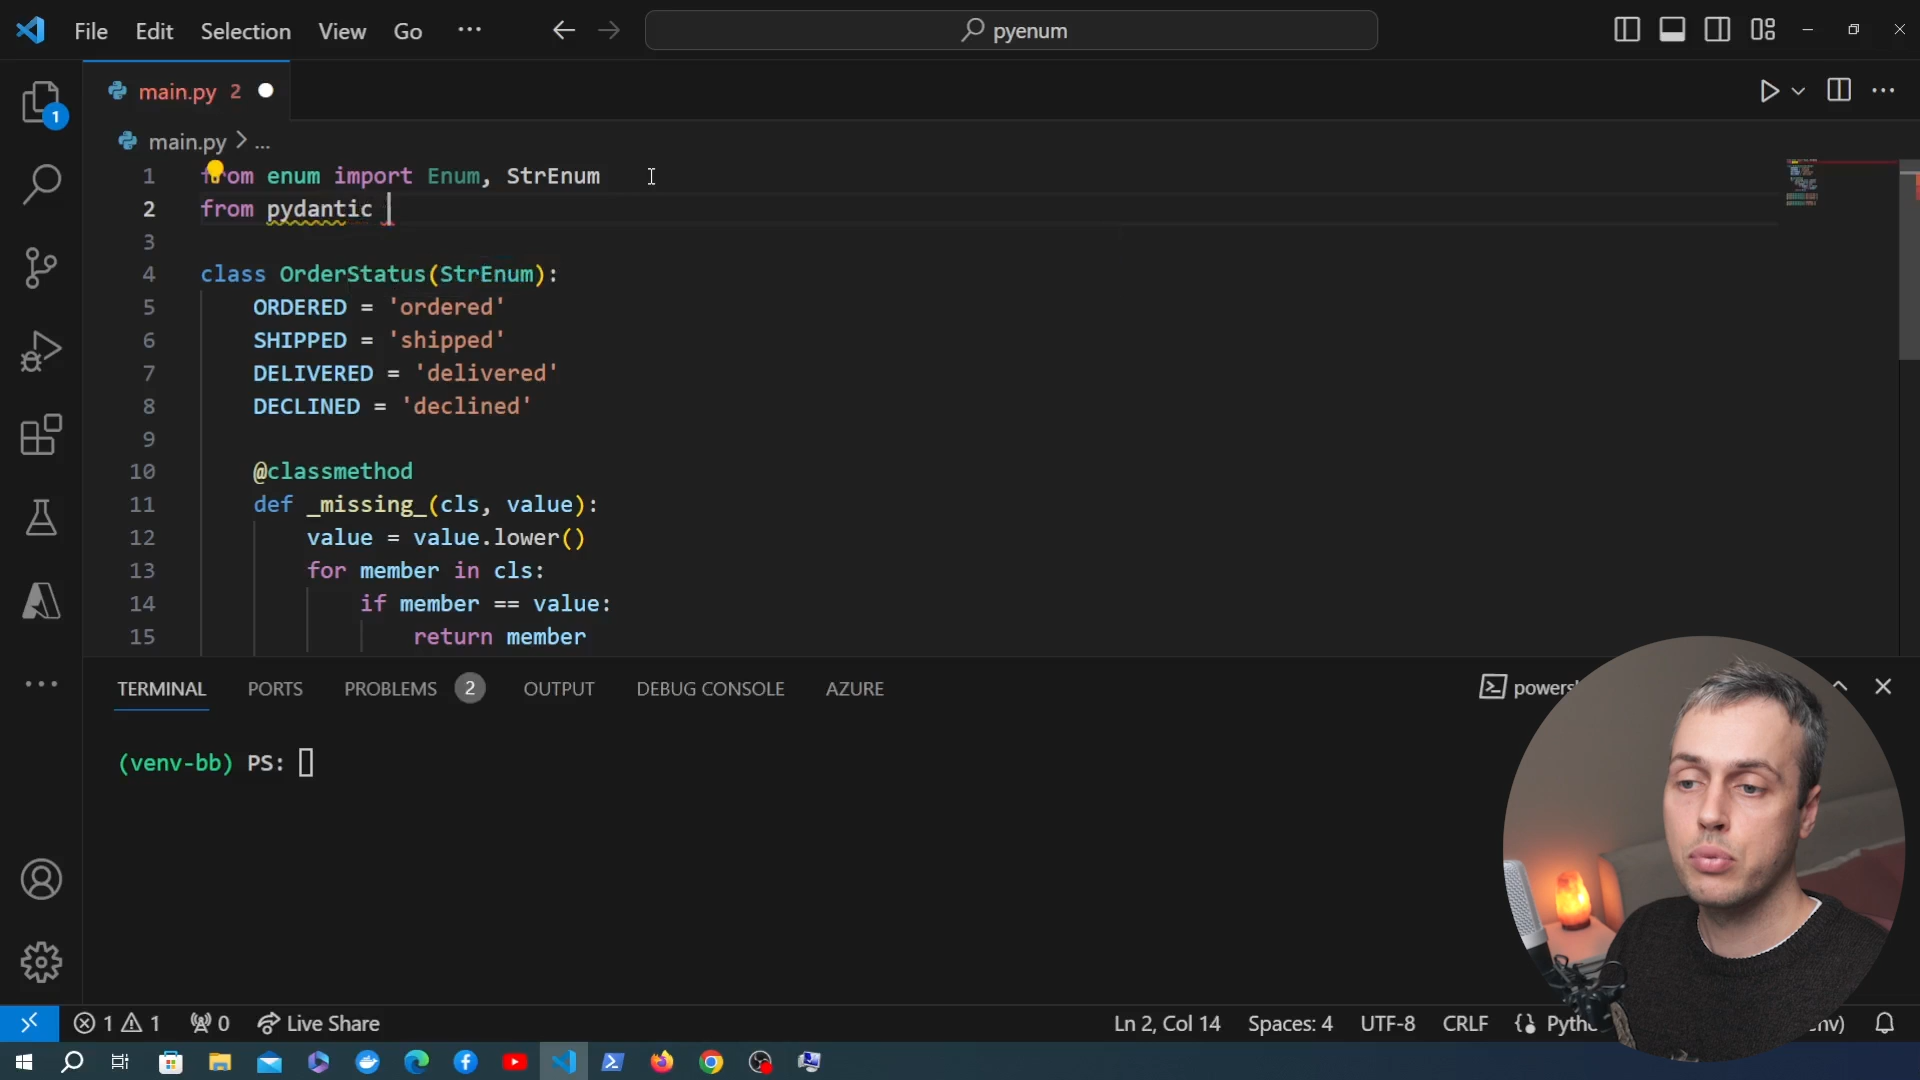 File Edit Selection View Go ... pyenum
main.py 2
1
main.py > ...
1 from enum import Enum, StrEnum
2 from pydantic
3
4 class OrderStatus(StrEnum):
5 ORDERED = 'ordered'
6 SHIPPED = 'shipped'
7 DELIVERED = 'delivered'
8 DECLINED = 'declined'
9
10 @classmethod
11 def _missing_(cls, value):
12 value = value.lower()
13 for member in cls:
14 if member == value:
15 return member
TERMINAL PORTS PROBLEMS 2 OUTPUT DEBUG CONSOLE AZURE
(venv-bb) PS:
1 1 0 Live Share Ln 2, Col 14 Spaces: 4 UTF-8 CRLF